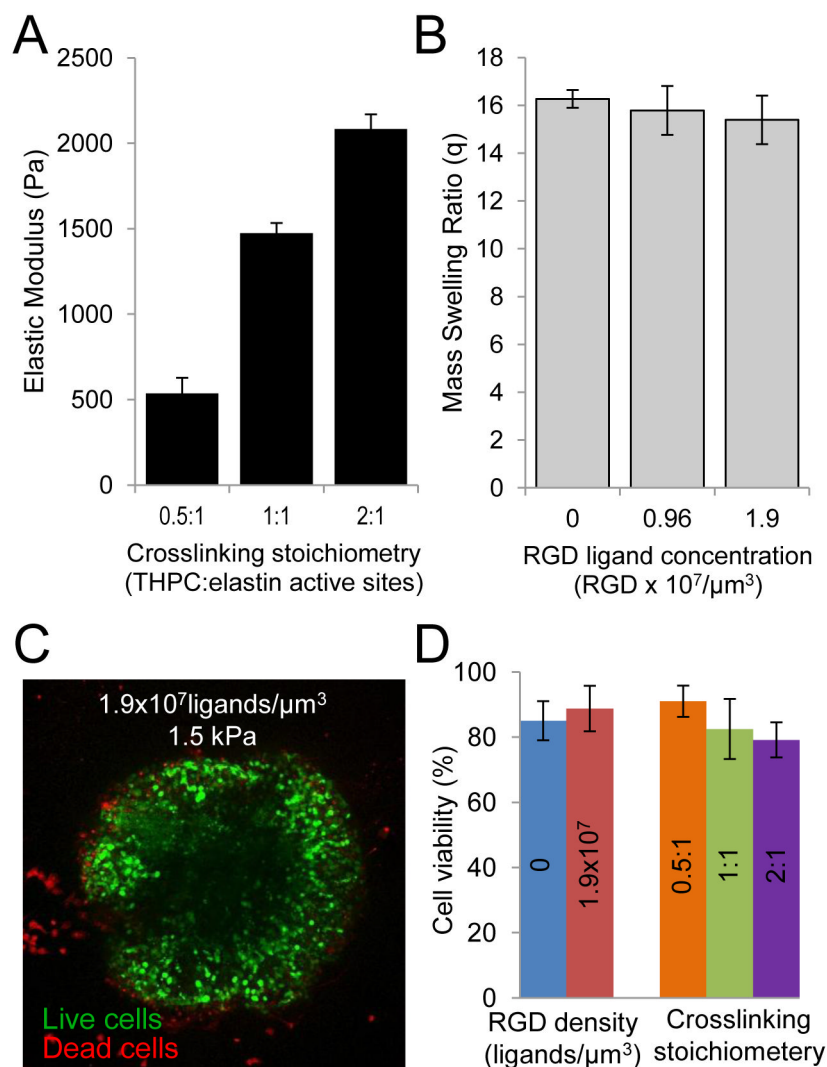 A
2500
2000
1500
1000
500
0
Elastic Modulus (Pa)
0.5:1 1:1 2:1
Crosslinking stoichiometry
(THPC:elastin active sites)
B
18
16
14
12
10
8
6
4
2
0
Mass Swelling Ratio (q)
0 0.96 1.9
RGD ligand concentration
(RGD x 10⁷/µm³)
C
1.9x10⁷ligands/µm³
1.5 kPa
Live cells
Dead cells
D
100
80
60
40
20
0
Cell viability (%)
0
1.9x10⁷
0.5:1
1:1
2:1
RGD density
(ligands/µm³)
Crosslinking
stoichiometery